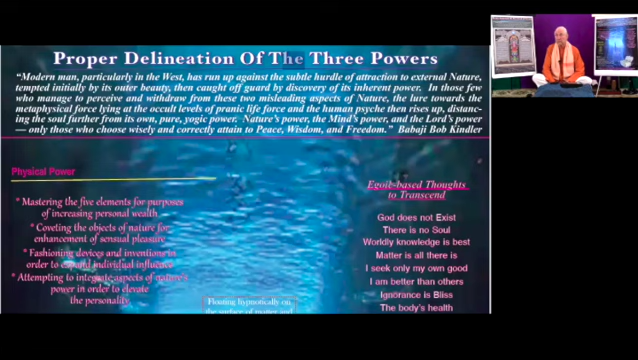 Proper Delineation Of The Three Powers
“Modern man, particularly in the West, has run up against the subtle hurdle of attraction to external Nature,
tempted initially by its outer beauty, then caught off guard by discovery of its inherent power. In those few
who manage to perceive and withdraw from these two misleading aspects of Nature, the lure towards the
metaphysical force lying at the occult levels of pranic life force and the human psyche then rises up, distanc-
ing the soul further from its own, pure, yogic power. Nature's power, the Mind's power, and the Lord's power
— only those who choose wisely and correctly attain to Peace, Wisdom, and Freedom.” Babaji Bob Kindler
Physical Power
* Mastering the five elements for purposes
of increasing personal wealth
* Coveting the objects of nature for
enhancement of sensual pleasure
* Fashioning devices and inventions in
order to expand individual influence
* Attempting to integrate aspects of nature's
power in order to elevate
the personality
Egoit-based Thoughts
to Transcend
God does not Exist
There is no Soul
Worldly knowledge is best
Matter is all there is
I seek only my own good
I am better than others
Ignorance is Bliss
The body's health
Floating hypnotically on
the surface of matter and